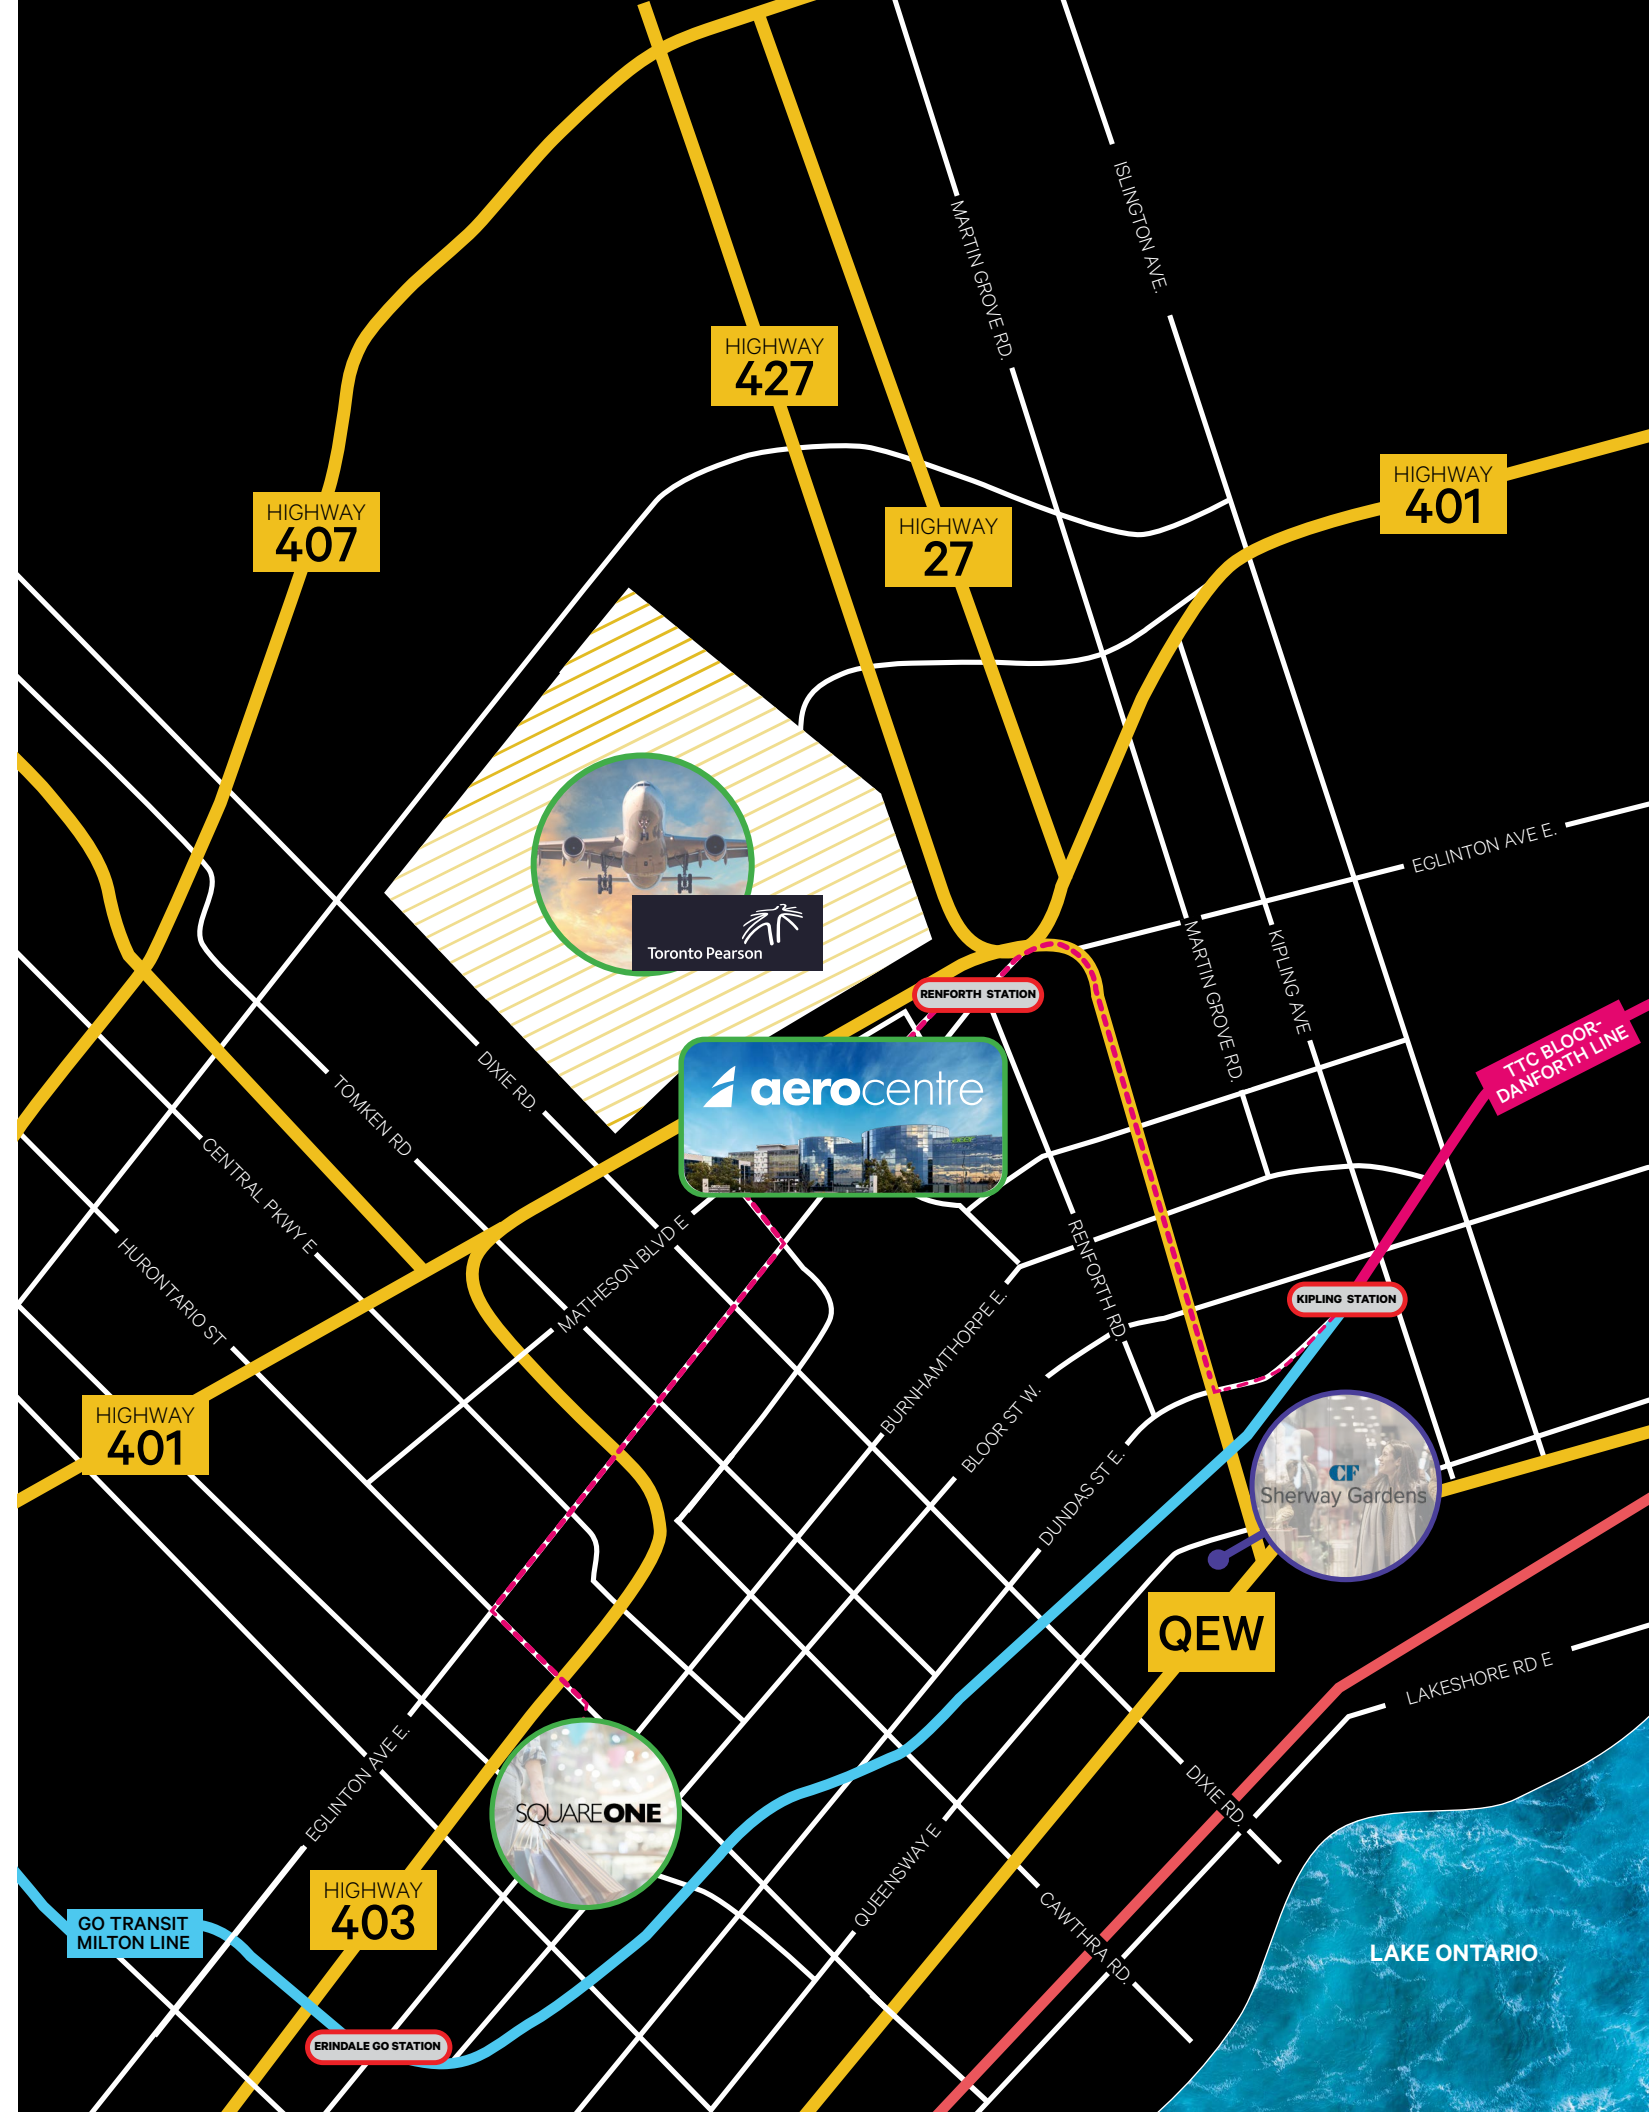 ISLINGTON AVE.
MARTIN GROVE RD.
HIGHWAY
427
HIGHWAY
401
HIGHWAY
407
HIGHWAY
27
EGLINTON AVE E.
Toronto Pearson
MARTIN GROVE RD.
KIPLING AVE
RENFORTH STATION
TTC BLOOR-
DANFORTH LINE
DIXIE RD.
TOMKEN RD
aerocentre
CENTRAL PKWY E
HURONTARIO ST
MATHESON BLVD E
RENFORTH RD.
KIPLING STATION
BURNHAMTHORPE E.
BLOOR ST W.
HIGHWAY
401
DUNDAS ST E.
CF
Sherway Gardens
QEW
LAKESHORE RD E
EGLINTON AVE E.
SQUARE ONE
DIXIE RD.
QUEENSWAY E
CAWTHRA RD.
HIGHWAY
403
GO TRANSIT
MILTON LINE
LAKE ONTARIO
ERINDALE GO STATION